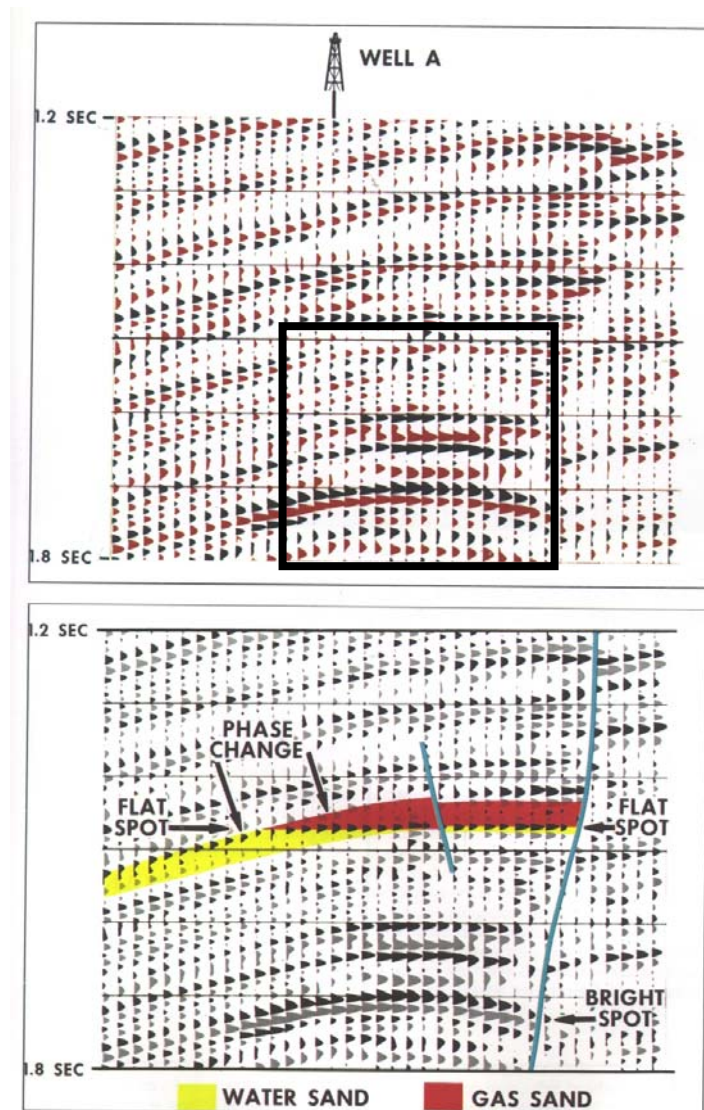 WELL A
1.2 SEC
1.8 SEC
1.2 SEC
PHASE
CHANGE
FLAT
SPOT
FLAT
SPOT
BRIGHT
SPOT
1.8 SEC
WATER SAND
GAS SAND